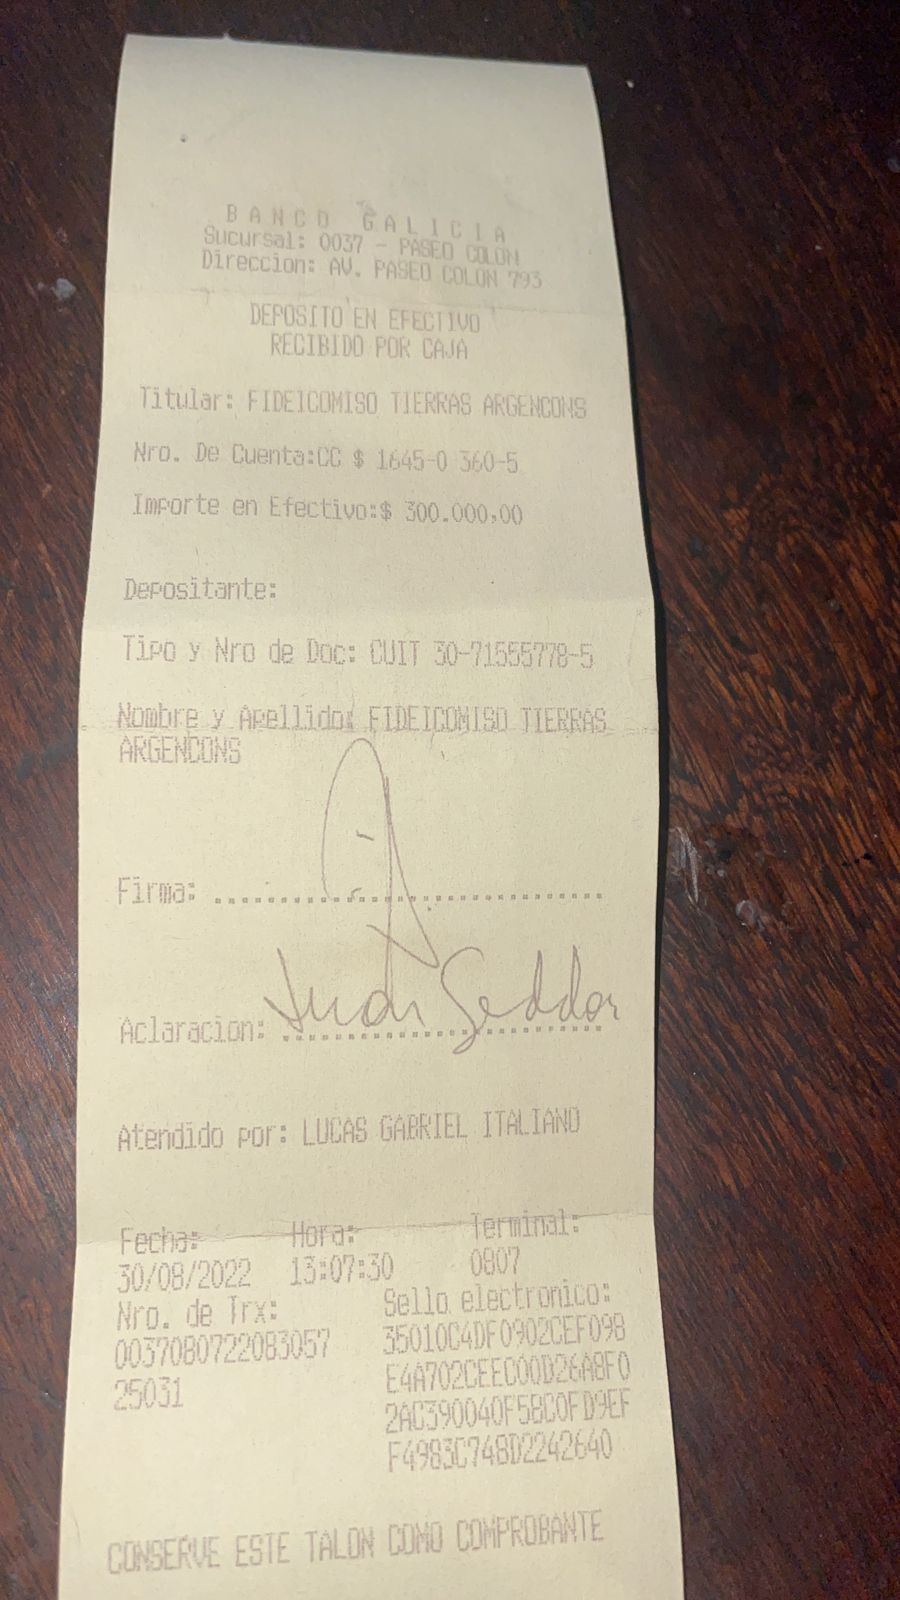 BANCO GALICIA
Sucursal: 0037 - PASEO COLON
Direccion: AV. PASEO COLON 793
DEPOSITO EN EFECTIVO
RECIBIDO POR CAJA
Titular: FIDEICOMISO TIERRAS ARGENCONS
Nro. De Cuenta:CC $ 1645-0 360-5
Importe en Efectivo:$ 300.000,00
Depositante:
Tipo y Nro de Doc: CUIT 30-71555778-5
Nombre y Apellido: FIDEICOMISO TIERRAS
ARGENCONS
Firma:
Aclaracion:
Atendido por: LUCAS GABRIEL ITALIANO
Fecha: Hora: Terminal:
30/08/2022 13:07:30 0807
Nro. de Trx: Sello electronico:
0037080722083057 35010C4DF0902CEF098
25031 E4A702CEEC00D26A8F0
2AC390040F5BC0FD9EF
F4983C748D2242640
CONSERVE ESTE TALON COMO COMPROBANTE